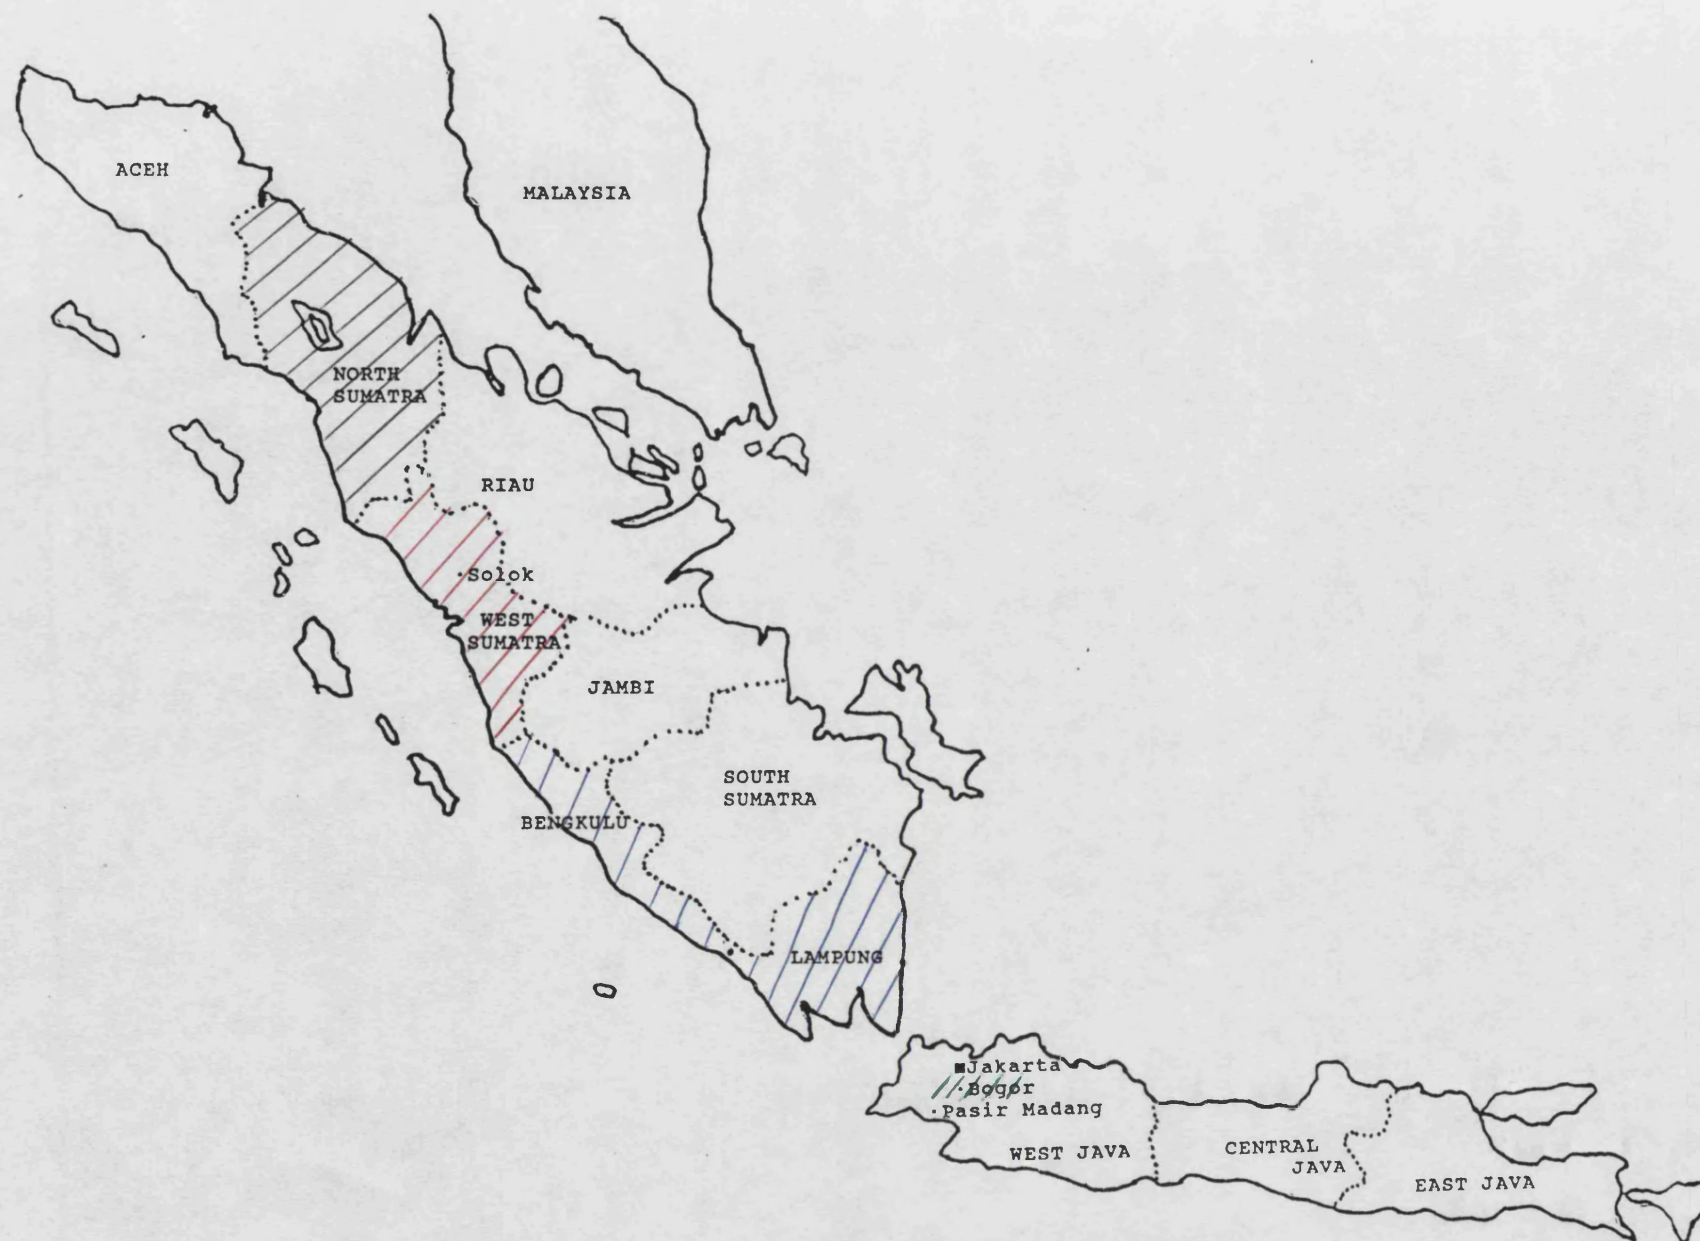 ACEH
MALAYSIA
NORTH
SUMATRA
RIAU
Solok
WEST
SUMATRA
JAMBI
SOUTH
SUMATRA
BENGKULU
LAMPUNG
Jakarta
Bogor
Pasir Madang
WEST JAVA
CENTRAL
JAVA
EAST JAVA